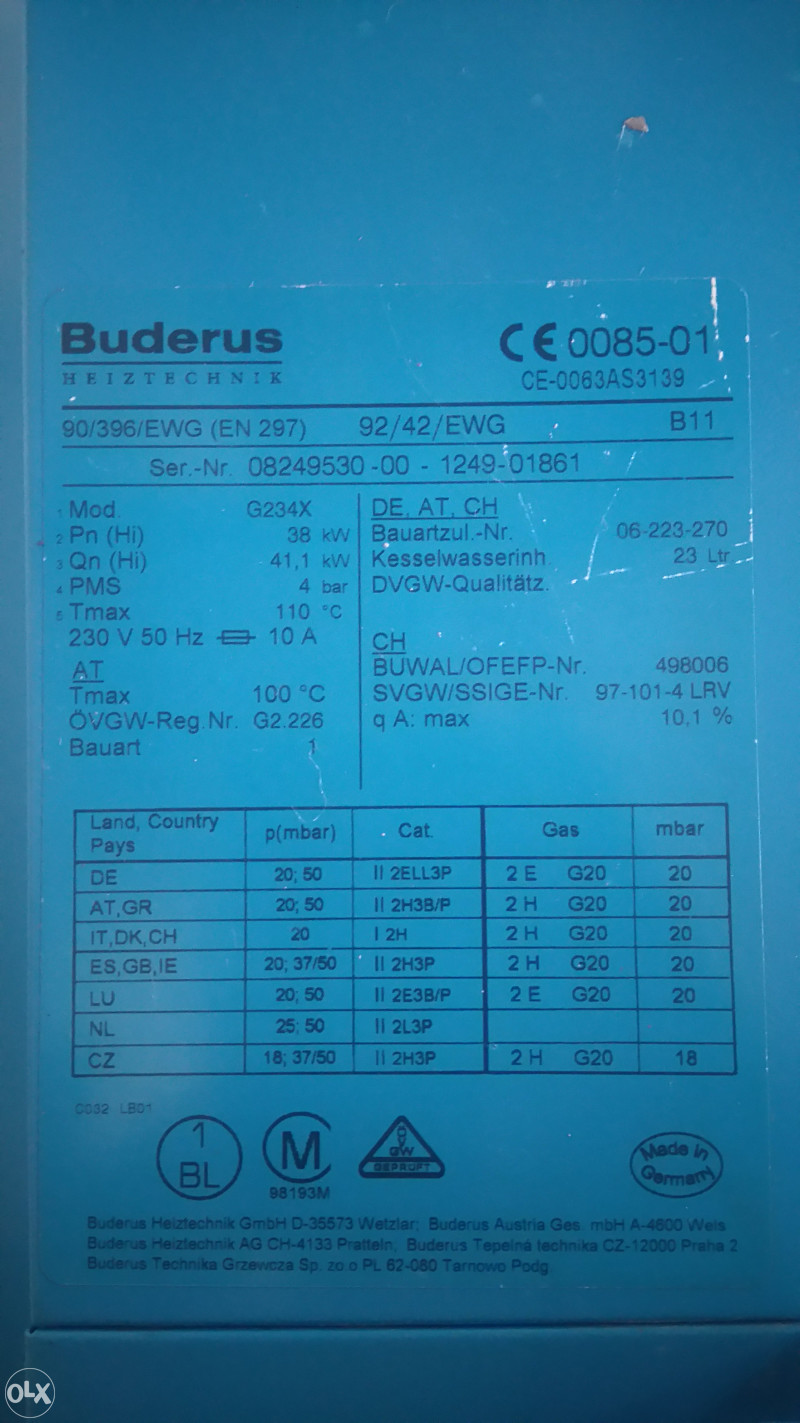 Buderus
HEIZTECHNIK
CE 0085-01
CE-0063AS3139
90/396/EWG (EN 297) 92/42/EWG B11
Ser.-Nr. 08249530-00 - 1249-01861
1 Mod. G234X
2 Pn (Hi) 38 kW
3 Qn (Hi) 41,1 kW
4 PMS 4 bar
5 Tmax 110 °C
230 V 50 Hz 10 A
AT
Tmax 100 °C
ÖVGW-Reg.Nr. G2.226
Bauart 1
DE, AT, CH
Bauartzul.-Nr. 06-223-270
Kesselwasserinh. 23 Ltr.
DVGW-Qualitätz.
CH
BUWAL/OFEFP-Nr. 498006
SVGW/SSIGE-Nr. 97-101-4 LRV
q A: max 10,1 %
Land, Country
Pays p(mbar) Cat. Gas mbar
DE 20; 50 II 2ELL3P 2 E G20 20
AT,GR 20; 50 II 2H3B/P 2 H G20 20
IT,DK,CH 20 I 2H 2 H G20 20
ES,GB,IE 20; 37/50 II 2H3P 2 H G20 20
LU 20; 50 II 2E3B/P 2 E G20 20
NL 25; 50 II 2L3P
CZ 18; 37/50 II 2H3P 2 H G20 18
C032 LB01
1
BL
M
98193M
GW
GEPRÜFT
Made in
Germany
Buderus Heiztechnik GmbH D-35573 Wetzlar; Buderus Austria Ges. mbH A-4600 Wels
Buderus Heiztechnik AG CH-4133 Pratteln; Buderus Tepelná technika CZ-12000 Praha 2
Buderus Technika Grzewcza Sp. zo.o PL 62-080 Tarnowo Podg.
OLX